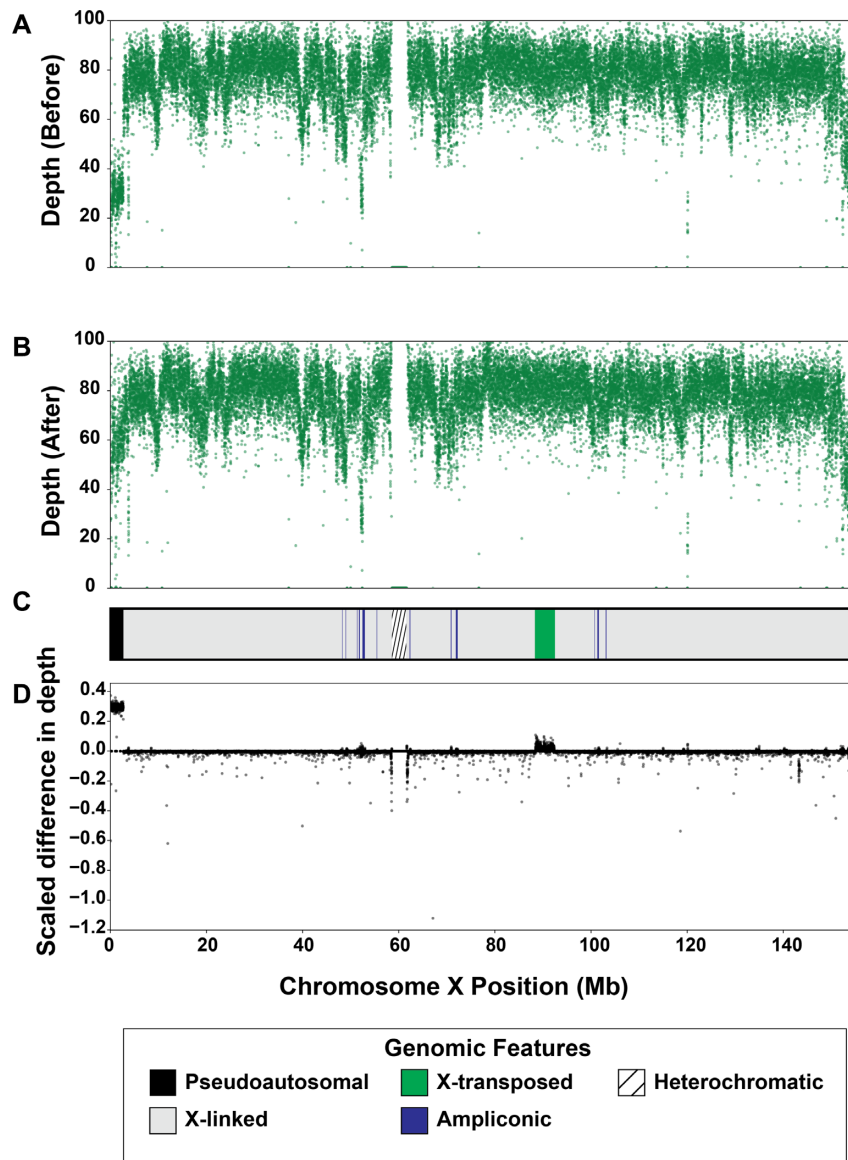 A
Depth (Before)
100
80
60
40
20
0
B
Depth (After)
100
80
60
40
20
0
C
D
Scaled difference in depth
0.4
0.2
0.0
−0.2
−0.4
−0.6
−0.8
−1.0
−1.2
0 20 40 60 80 100 120 140
Chromosome X Position (Mb)
Genomic Features
Pseudoautosomal X-transposed Heterochromatic
X-linked Ampliconic